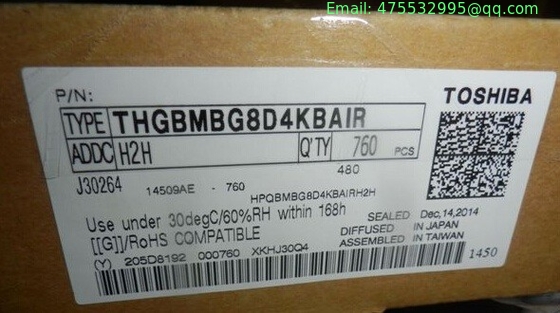 Email: 475532995@qq.com
P/N:
TOSHIBA
TYPE THGBMBG8D4KBAIR
ADDC H2H Q'TY 760 PCS
480
J30264 14509AE - 760
HPQBMBG8D4KBAIRH2H
Use under 30degC/60%RH within 168h
SEALED Dec,14,2014
[[G]]/RoHS COMPATIBLE
DIFFUSED IN JAPAN
ASSEMBLED IN TAIWAN
(Y) 205D8192 000760 XKHJ30Q4
1450